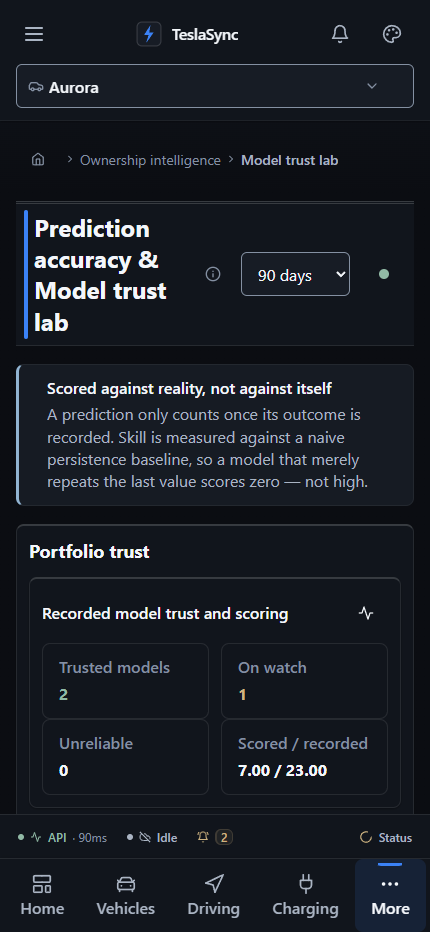 TeslaSync
Aurora
Ownership intelligence
Model trust lab
Prediction
accuracy &
Model trust
lab
90 days
Scored against reality, not against itself
A prediction only counts once its outcome is
recorded. Skill is measured against a naive
persistence baseline, so a model that merely
repeats the last value scores zero — not high.
Portfolio trust
Recorded model trust and scoring
Trusted models
2
On watch
1
Unreliable
0
Scored / recorded
7.00 / 23.00
API · 90ms
Idle
2
Status
Home
Vehicles
Driving
Charging
More